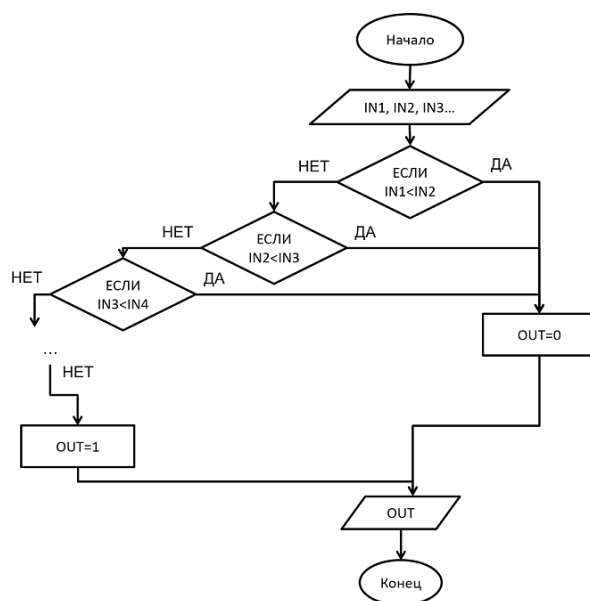 Начало
IN1, IN2, IN3...
НЕТ
ДА
ЕСЛИ
IN1<IN2
НЕТ
ДА
ЕСЛИ
IN2<IN3
НЕТ
ДА
ЕСЛИ
IN3<IN4
OUT=0
...
НЕТ
OUT=1
OUT
Конец